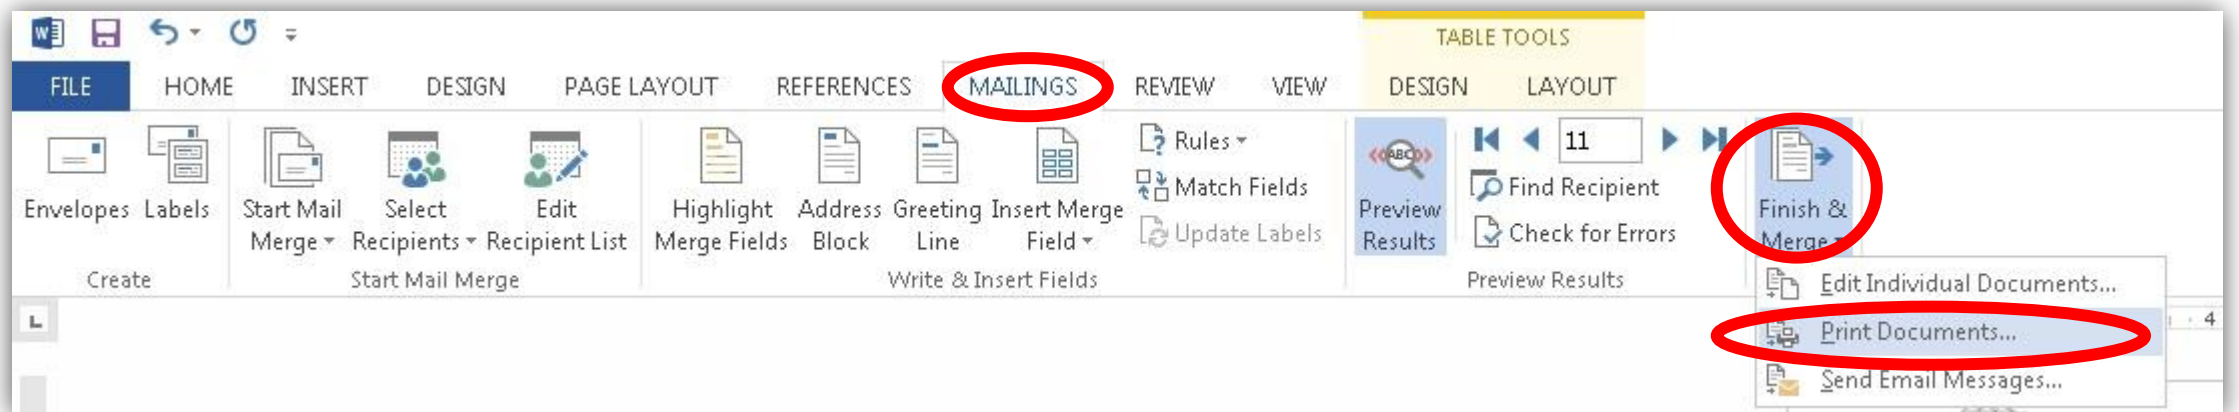 TABLE TOOLS
FILE HOME INSERT DESIGN PAGE LAYOUT REFERENCES MAILINGS REVIEW VIEW DESIGN LAYOUT
Envelopes Labels
Start Mail
Merge
Select
Recipients
Edit
Recipient List
Highlight
Merge Fields
Address
Block
Greeting
Line
Insert Merge
Field
Rules
Match Fields
Update Labels
ABC
Preview
Results
11
Find Recipient
Check for Errors
Finish &
Merge
Create
Start Mail Merge
Write & Insert Fields
Preview Results
Edit Individual Documents...
Print Documents...
Send Email Messages...
4